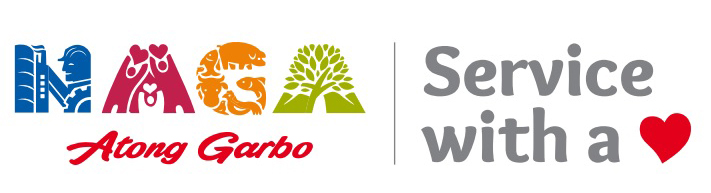 NAGA
Atong Garbo
Service
with a